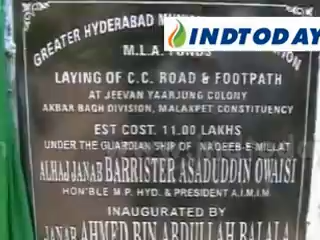 INDTODAY
GREATER HYDERABAD
M.L.A. FUNDS
LAYING OF C.C. ROAD & FOOTPATH
AT JEEVAN YAARJUNG COLONY
AKBAR BAGH DIVISION, MALAKPET CONSTITUENCY
EST COST. 11.00 LAKHS
UNDER THE GUARDIAN SHIP OF NAQEEB-E-MILLAT
ALHAJ JANAB BARRISTER ASADUDDIN OWAISI
HON'BLE M.P. HYD. & PRESIDENT A.I.M.I.M.
INAUGURATED BY
JANAB AHMED BIN ABDULLAH BALALA